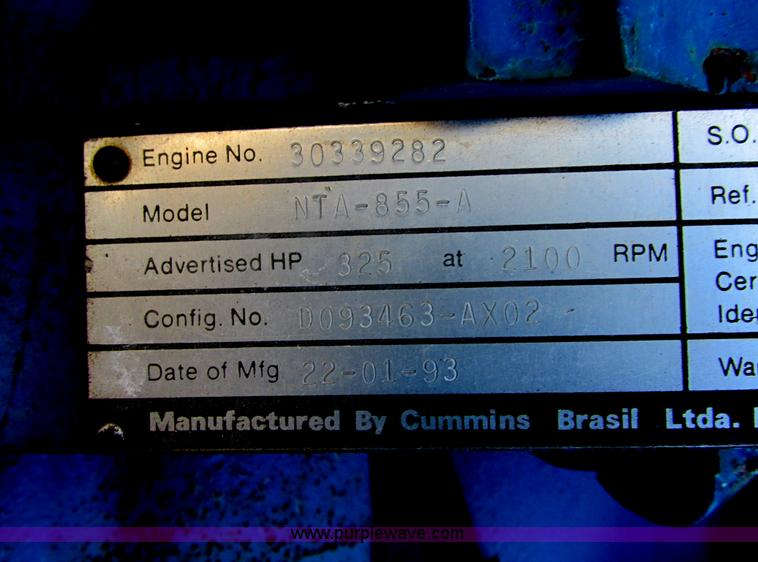 Engine No. 30339282
S.O.
Model NTA-855-A
Ref.
Advertised HP 325 at 2100 RPM
Eng
Cer
Ide
Config. No. D093463-AX02
Date of Mfg 22-01-93
Wa
Manufactured By Cummins Brasil Ltda.
www.purplewave.com